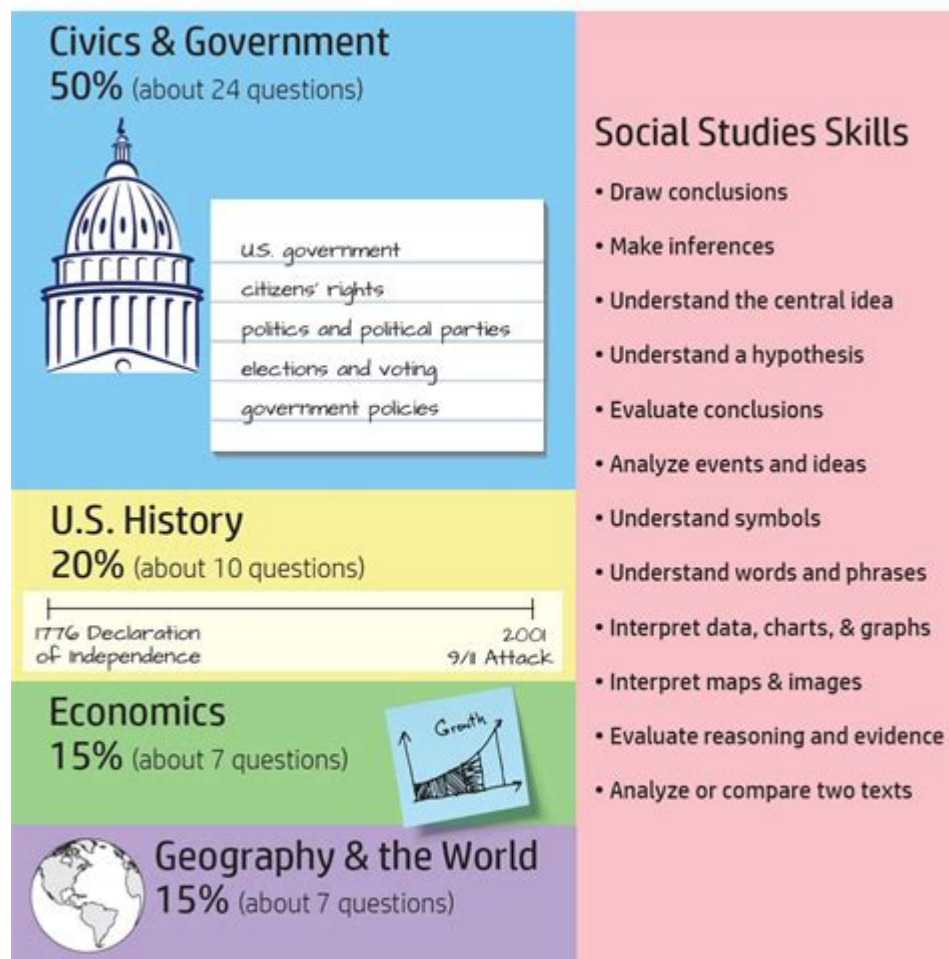 Civics & Government
50% (about 24 questions)
U.S. government
citizens' rights
politics and political parties
elections and voting
government policies
U.S. History
20% (about 10 questions)
1776 Declaration
of Independence
2001
9/11 Attack
Economics
15% (about 7 questions)
Growth
Geography & the World
15% (about 7 questions)
Social Studies Skills
• Draw conclusions
• Make inferences
• Understand the central idea
• Understand a hypothesis
• Evaluate conclusions
• Analyze events and ideas
• Understand symbols
• Understand words and phrases
• Interpret data, charts, & graphs
• Interpret maps & images
• Evaluate reasoning and evidence
• Analyze or compare two texts